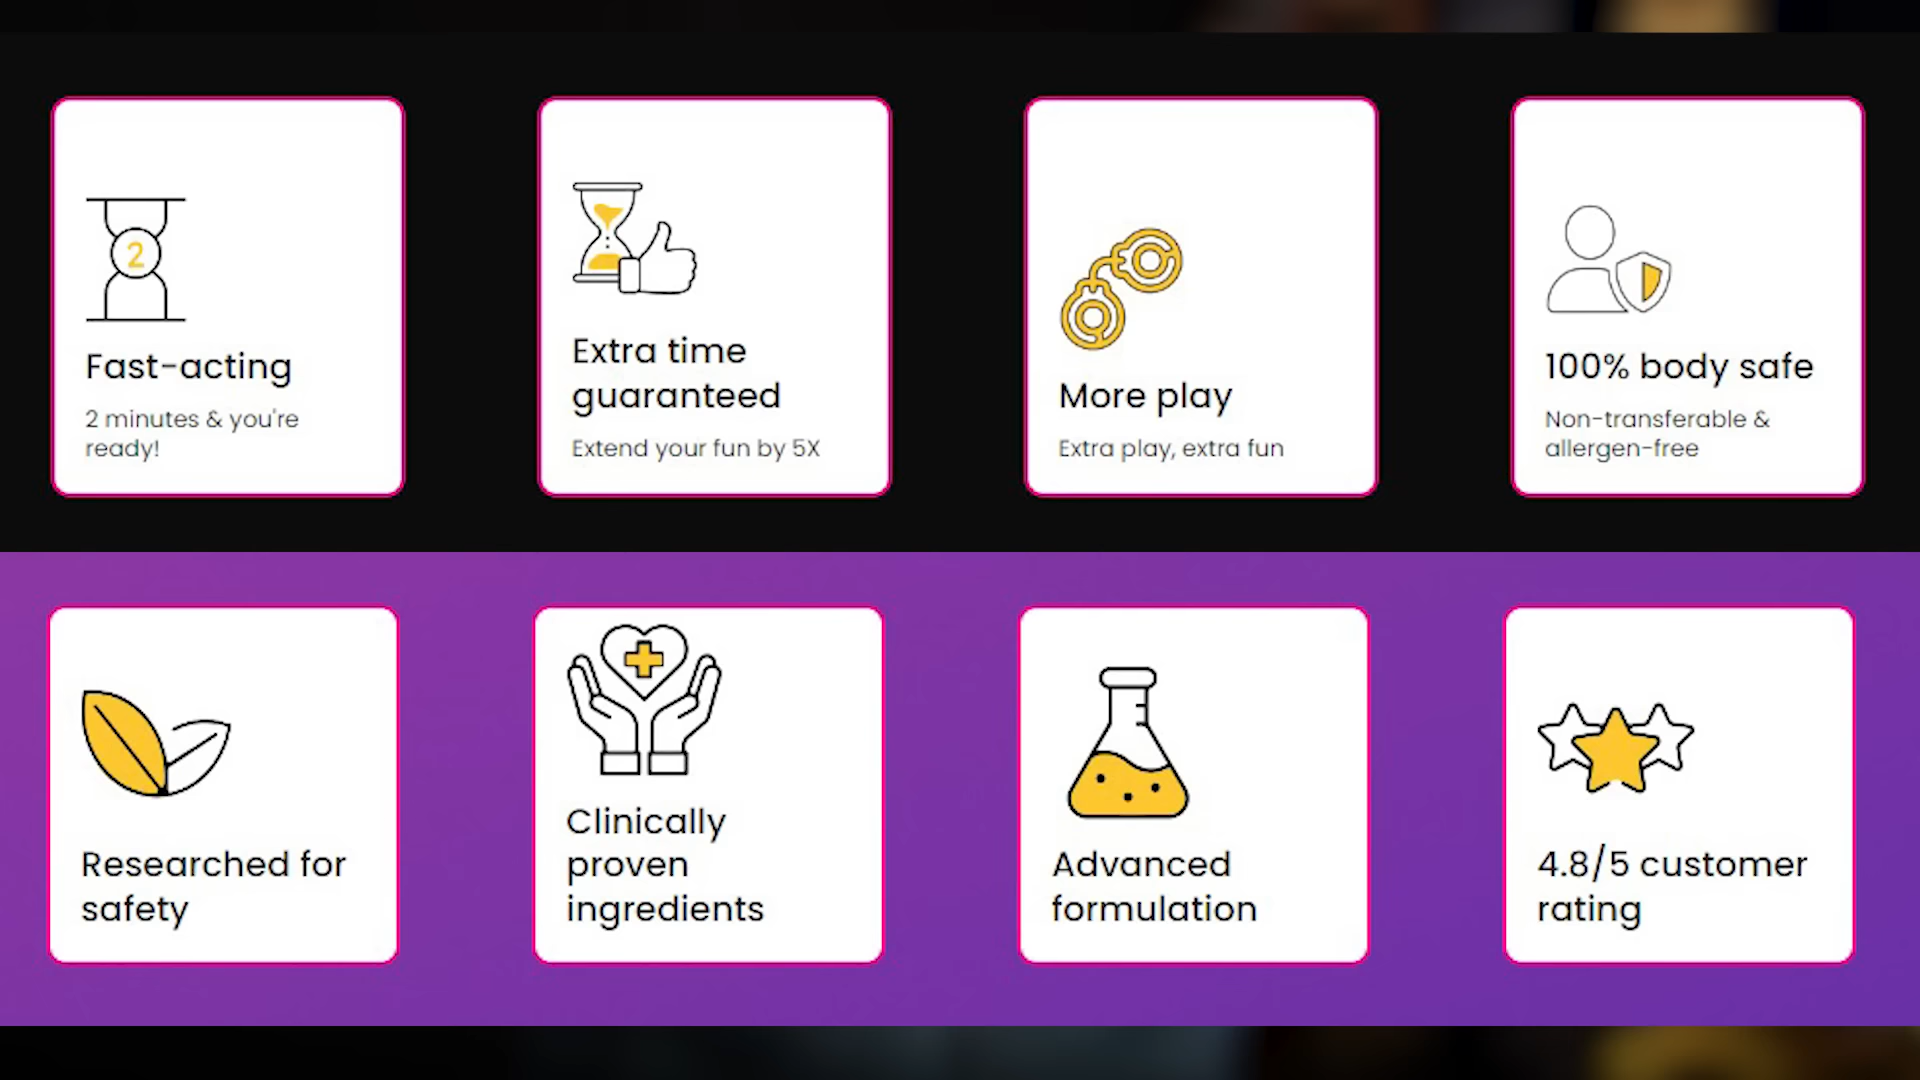 2
Fast-acting
2 minutes & you're
ready!
Extra time
guaranteed
Extend your fun by 5X
More play
Extra play, extra fun
100% body safe
Non-transferable &
allergen-free
Researched for
safety
Clinically
proven
ingredients
Advanced
formulation
4.8/5 customer
rating